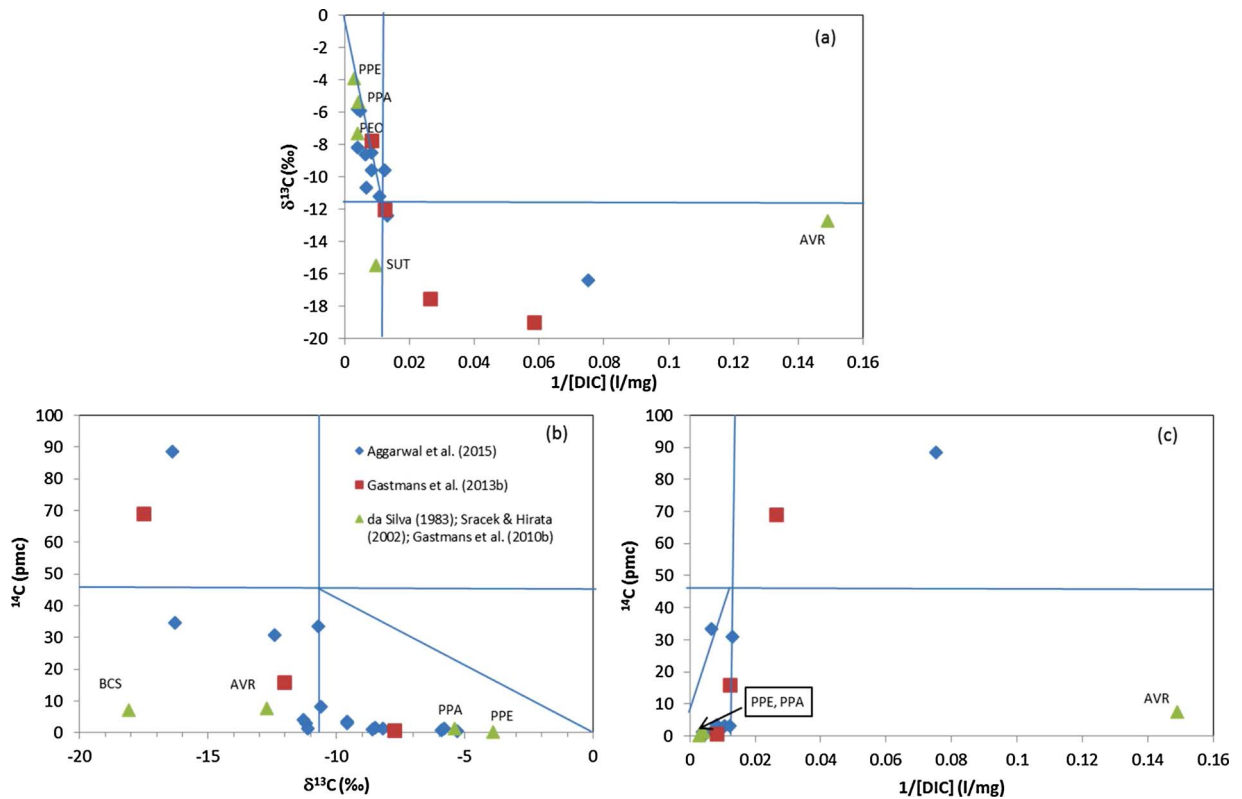 (a)
0
-2
-4
-6
-8
-10
-12
-14
-16
-18
-20
δ13C (‰)
PPE
PPA
PEO
SUT
AVR
0 0.02 0.04 0.06 0.08 0.1 0.12 0.14 0.16
1/[DIC] (l/mg)
(b)
100
90
80
70
60
50
40
30
20
10
0
14C (pmc)
Aggarwal et al. (2015)
Gastmans et al. (2013b)
da Silva (1983); Sracek & Hirata
(2002); Gastmans et al. (2010b)
BCS
AVR
PPA
PPE
-20 -15 -10 -5 0
δ13C (‰)
(c)
100
90
80
70
60
50
40
30
20
10
0
14C (pmc)
PPE, PPA
AVR
0 0.02 0.04 0.06 0.08 0.1 0.12 0.14 0.16
1/[DIC] (l/mg)